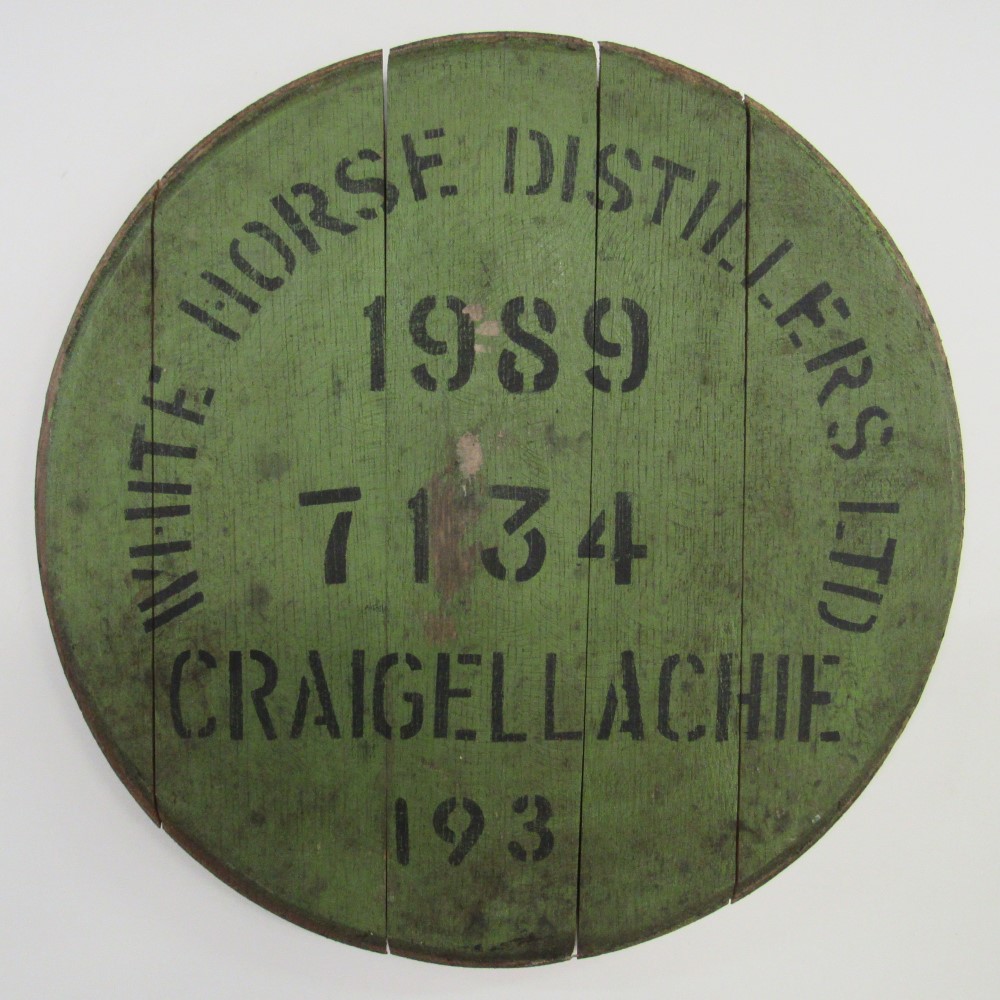 WHITE HORSE DISTILLERS LTD
1989
7134
CRAIGELLACHIE
193